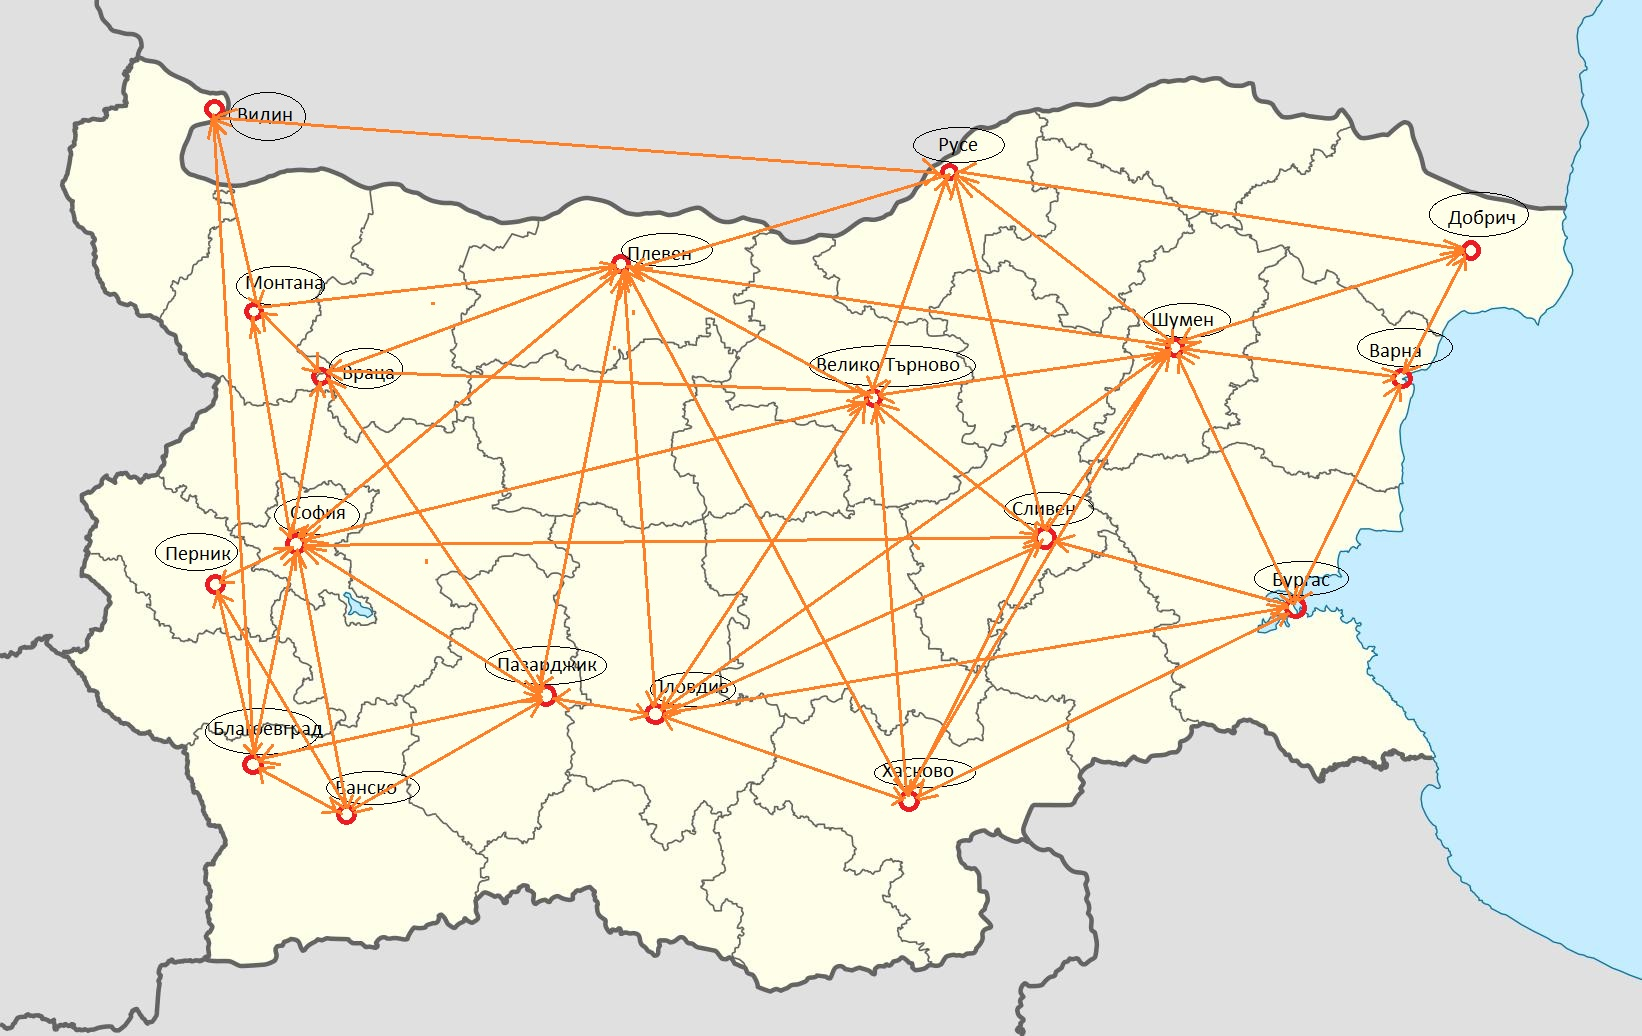 Видин
Русе
Добрич
Плевен
Монтана
Шумен
Варна
Велико Търново
Враца
Сливен
София
Перник
Бургас
Пазарджик
Пловдив
Благоевград
Хасково
Банско